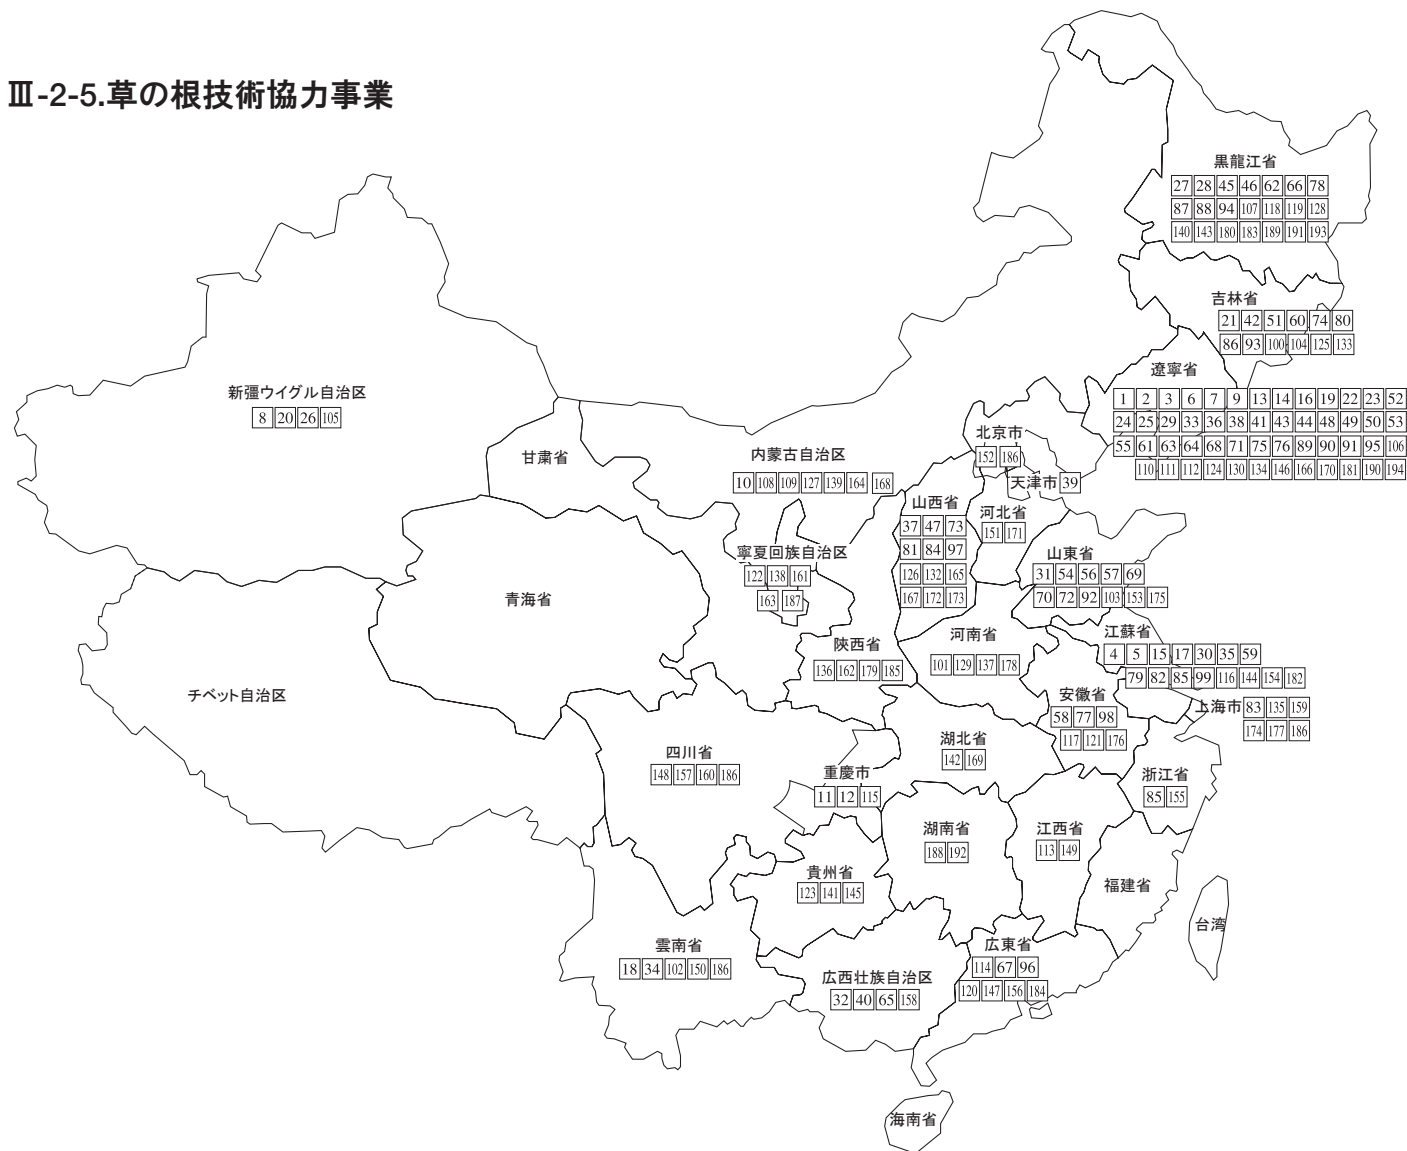 Ⅲ-2-5.草の根技術協力事業
黒龍江省
27 28 45 46 62 66 78
87 88 94 107 118 119 128
140 143 180 183 189 191 193
吉林省
21 42 51 60 74 80
86 93 100 104 125 133
遼寧省
1 2 3 6 7 9 13 14 16 19 22 23 52
24 25 29 33 36 38 41 43 44 48 49 50 53
55 61 63 64 68 71 75 76 89 90 91 95 106
110 111 112 124 130 134 146 166 170 181 190 194
新疆ウイグル自治区
8 20 26 105
甘粛省
内蒙古自治区
10 108 109 127 139 164 168
北京市
152 186
天津市 39
山西省
37 47 73
81 84 97
126 132 165
167 172 173
河北省
151 171
寧夏回族自治区
122 138 161
163 187
山東省
31 54 56 57 69
70 72 92 103 153 175
青海省
陝西省
136 162 179 185
河南省
101 129 137 178
江蘇省
4 5 15 17 30 35 59
79 82 85 99 116 144 154 182
チベット自治区
安徽省
58 77 98
117 121 176
上海市 83 135 159
174 177 186
四川省
148 157 160 186
重慶市
11 12 115
湖北省
142 169
浙江省
85 155
湖南省
188 192
江西省
113 149
貴州省
123 141 145
福建省
台湾
雲南省
18 34 102 150 186
広西壮族自治区
32 40 65 158
広東省
114 67 96
120 147 156 184
海南省